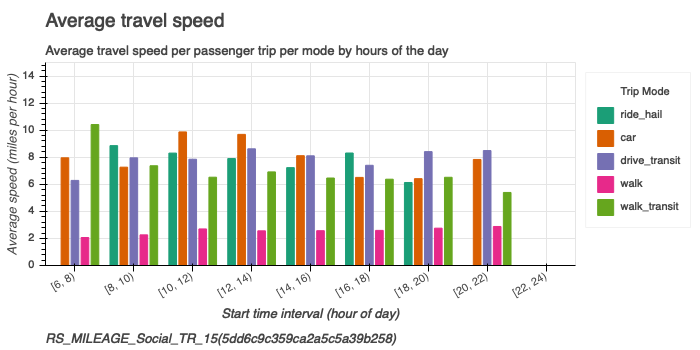 Average travel speed
Average travel speed per passenger trip per mode by hours of the day
Average speed (miles per hour)
14
12
10
8
6
4
2
0
[6, 8)
[8, 10)
[10, 12)
[12, 14)
[14, 16)
[16, 18)
[18, 20)
[20, 22)
[22, 24)
Start time interval (hour of day)
Trip Mode
ride_hail
car
drive_transit
walk
walk_transit
RS_MILEAGE_Social_TR_15(5dd6c9c359ca2a5c5a39b258)